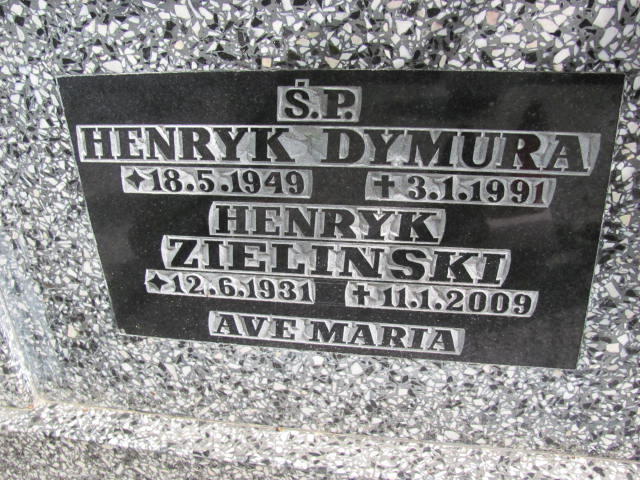 Ś.P.
HENRYK DYMURA
✦18.5.1949 ✝3.1.1991
HENRYK
ZIELINSKI
✦12.6.1931 ✝11.1.2009
AVE MARIA